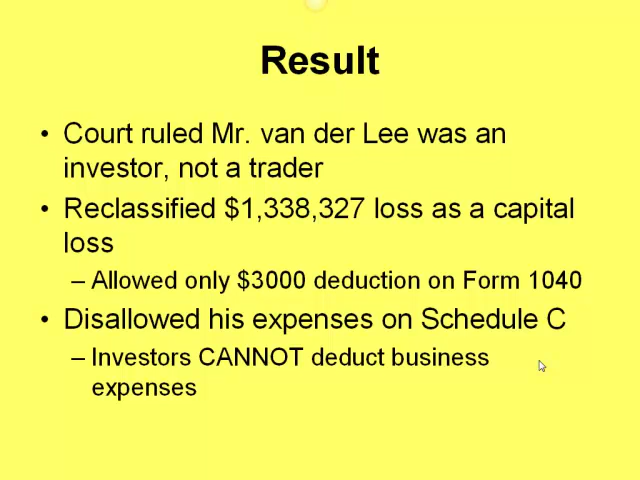 Result
• Court ruled Mr. van der Lee was an
investor, not a trader
• Reclassified $1,338,327 loss as a capital
loss
– Allowed only $3000 deduction on Form 1040
• Disallowed his expenses on Schedule C
– Investors CANNOT deduct business
expenses